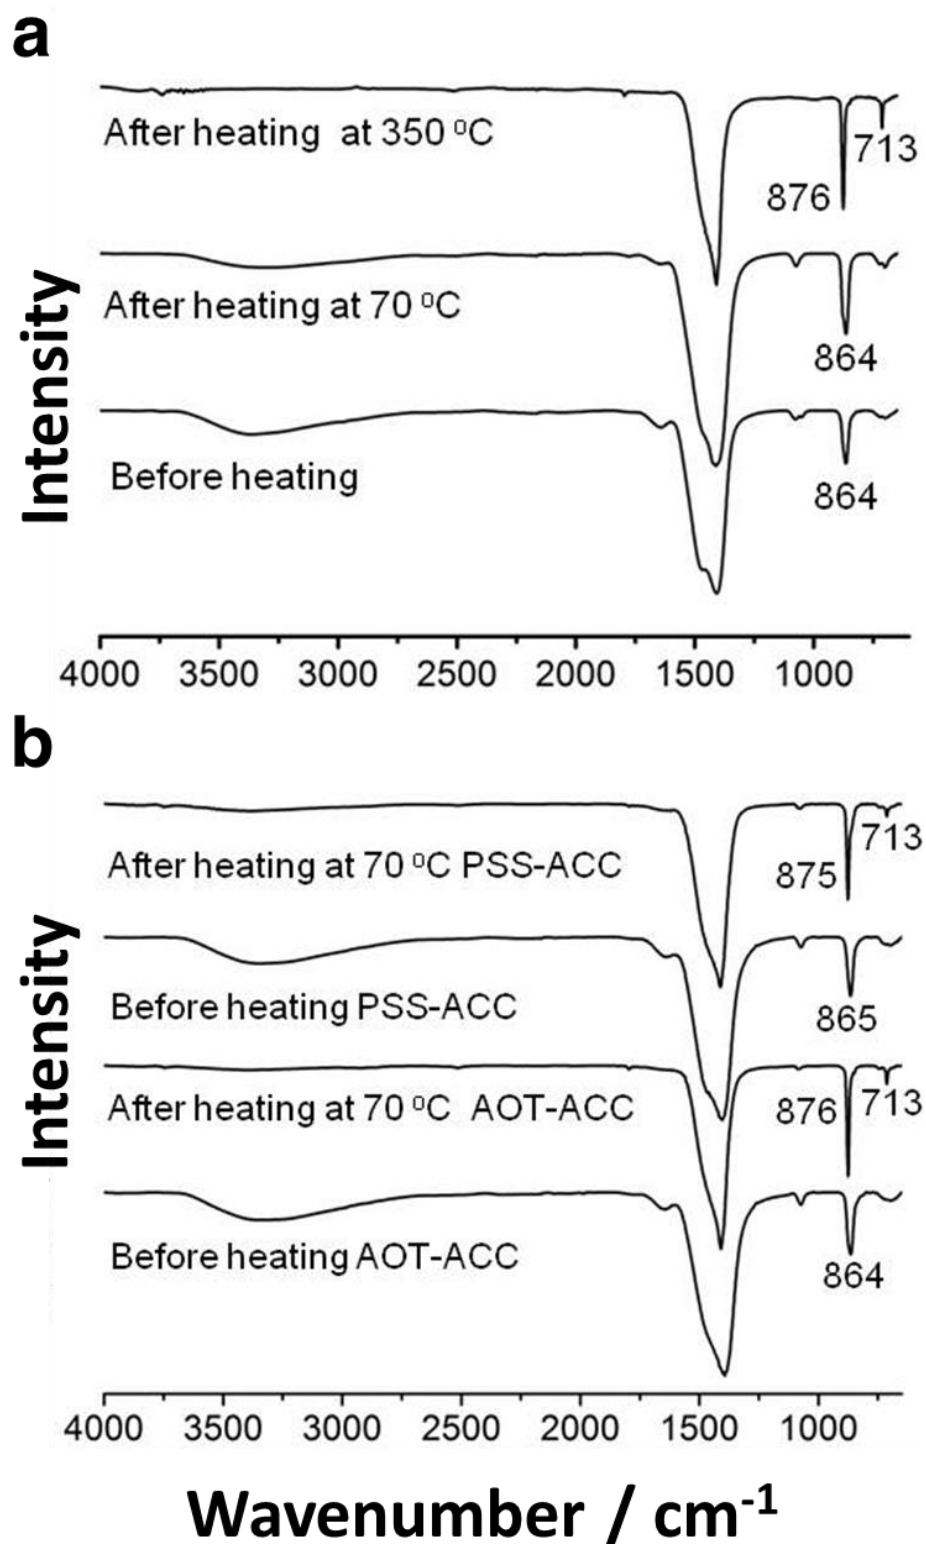 a
After heating at 350 ºC
713
876
After heating at 70 ºC
864
Before heating
864
Intensity
4000 3500 3000 2500 2000 1500 1000
b
713
After heating at 70 ºC PSS-ACC
875
Before heating PSS-ACC
865
After heating at 70 ºC AOT-ACC
876 713
Before heating AOT-ACC
864
Intensity
4000 3500 3000 2500 2000 1500 1000
Wavenumber / cm-1